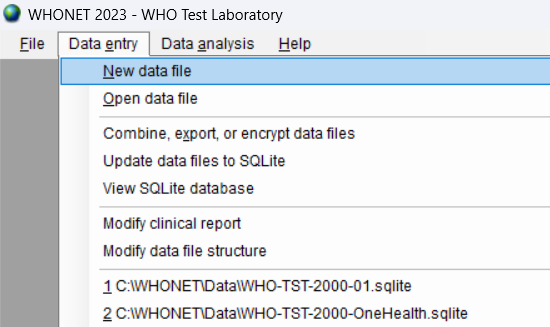 WHONET 2023 - WHO Test Laboratory
File Data entry Data analysis Help
New data file
Open data file
Combine, export, or encrypt data files
Update data files to SQLite
View SQLite database
Modify clinical report
Modify data file structure
1 C:\WHONET\Data\WHO-TST-2000-01.sqlite
2 C:\WHONET\Data\WHO-TST-2000-OneHealth.sqlite